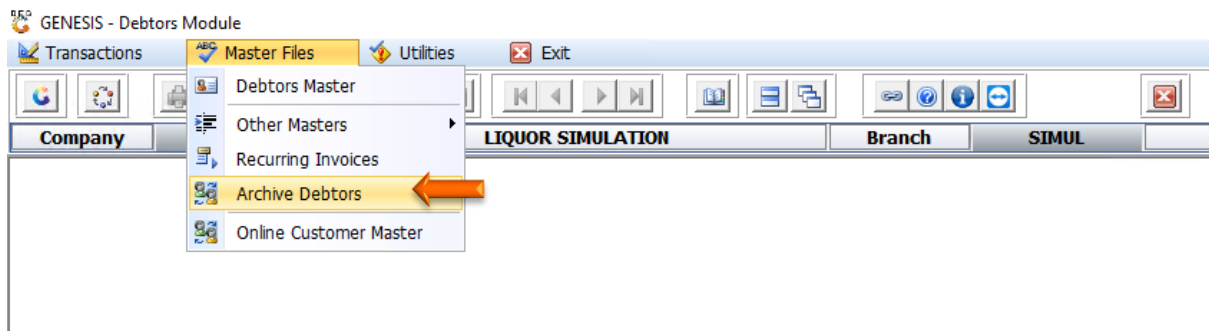 GENESIS - Debtors Module
Transactions Master Files Utilities Exit
Debtors Master
Other Masters
Company LIQUOR SIMULATION Branch SIMUL
Recurring Invoices
Archive Debtors
Online Customer Master